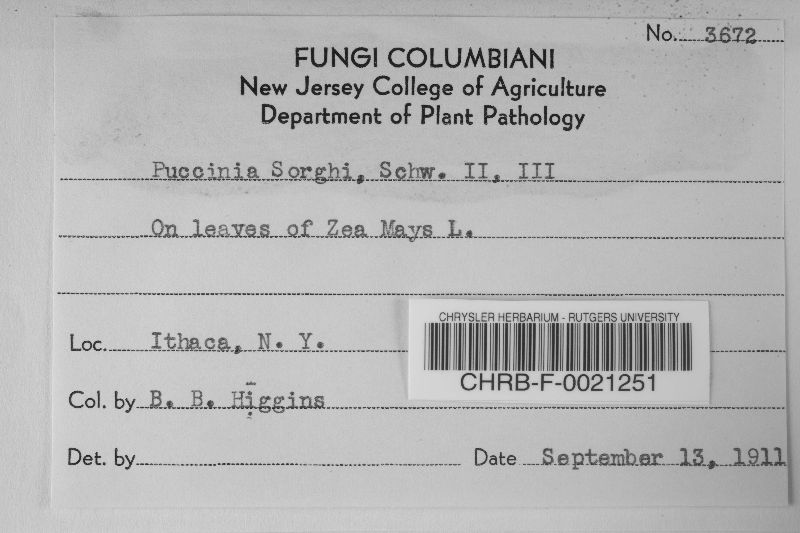 No. 3672
FUNGI COLUMBIANI
New Jersey College of Agriculture
Department of Plant Pathology
Puccinia Sorghi, Schw. II, III
On leaves of Zea Mays L.
Loc. Ithaca, N. Y.
CHRYSLER HERBARIUM - RUTGERS UNIVERSITY
CHRB-F-0021251
Col. by B. B. Higgins
Det. by
Date September 13, 1911